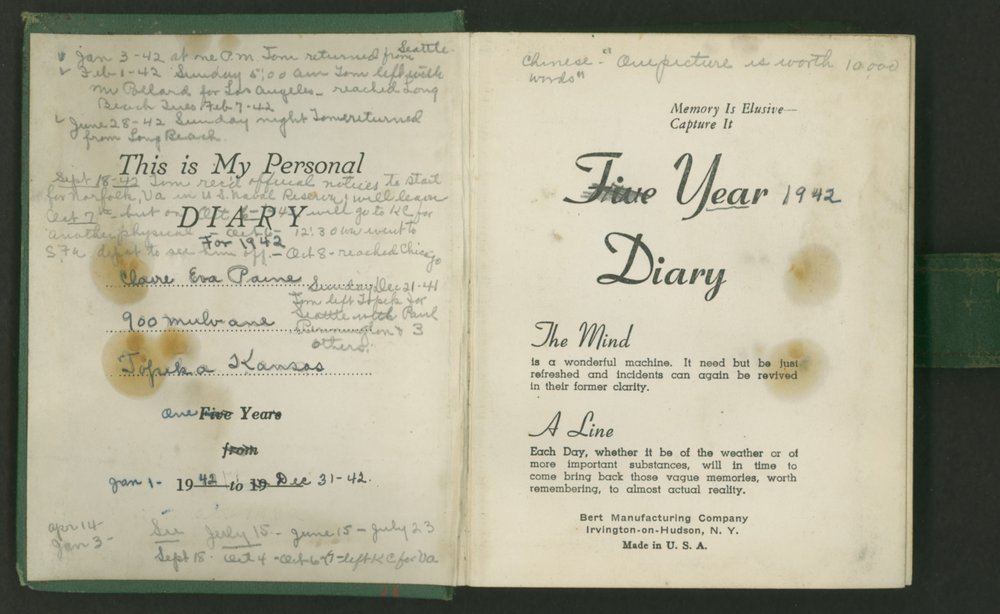 Jan 3-42 at one P.M Tom returned from Seattle.
Feb 1-42 Sunday 5:00 am Tom left with
Mr Pollard for Los Angeles - reached Long
Beach Tues Feb 7-42
June 28-42 Sunday night Tom returned
from Long Beach.
This is My Personal
Sept 18-42 Tom rec'd official notices to start
for Norfolk, Va in U.S. Naval Reserve, will leave
Oct 7th but on Oct 6 will go to K.C. for
DIARY
another physical - Oct 6 - 12:30 we went to
For 1942
S.Fe depot to see him off. - Oct 8 - reached Chicago
Claire Eva Paine
Sunday Dec 21-41
Tom left Topeka for
900 Mulvane
Seattle with Paul
& 3
others.
Topeka Kansas
one Five Years
from
Jan 1 - 1942 to 19 Dec 31-42.
Apr 14
Jan 3-
See July 15 - June 15 - July 23
Sept 18 - Oct 4 - Oct 6-7-left K C for Va
Chinese - "One picture is worth 10000
words"
Memory Is Elusive—
Capture It
Five Year 1942
Diary
The Mind
is a wonderful machine. It need but be just
refreshed and incidents can again be revived
in their former clarity.
A Line
Each Day, whether it be of the weather or of
more important substances, will in time to
come bring back those vague memories, worth
remembering, to almost actual reality.
Bert Manufacturing Company
Irvington-on-Hudson, N. Y.
Made in U. S. A.